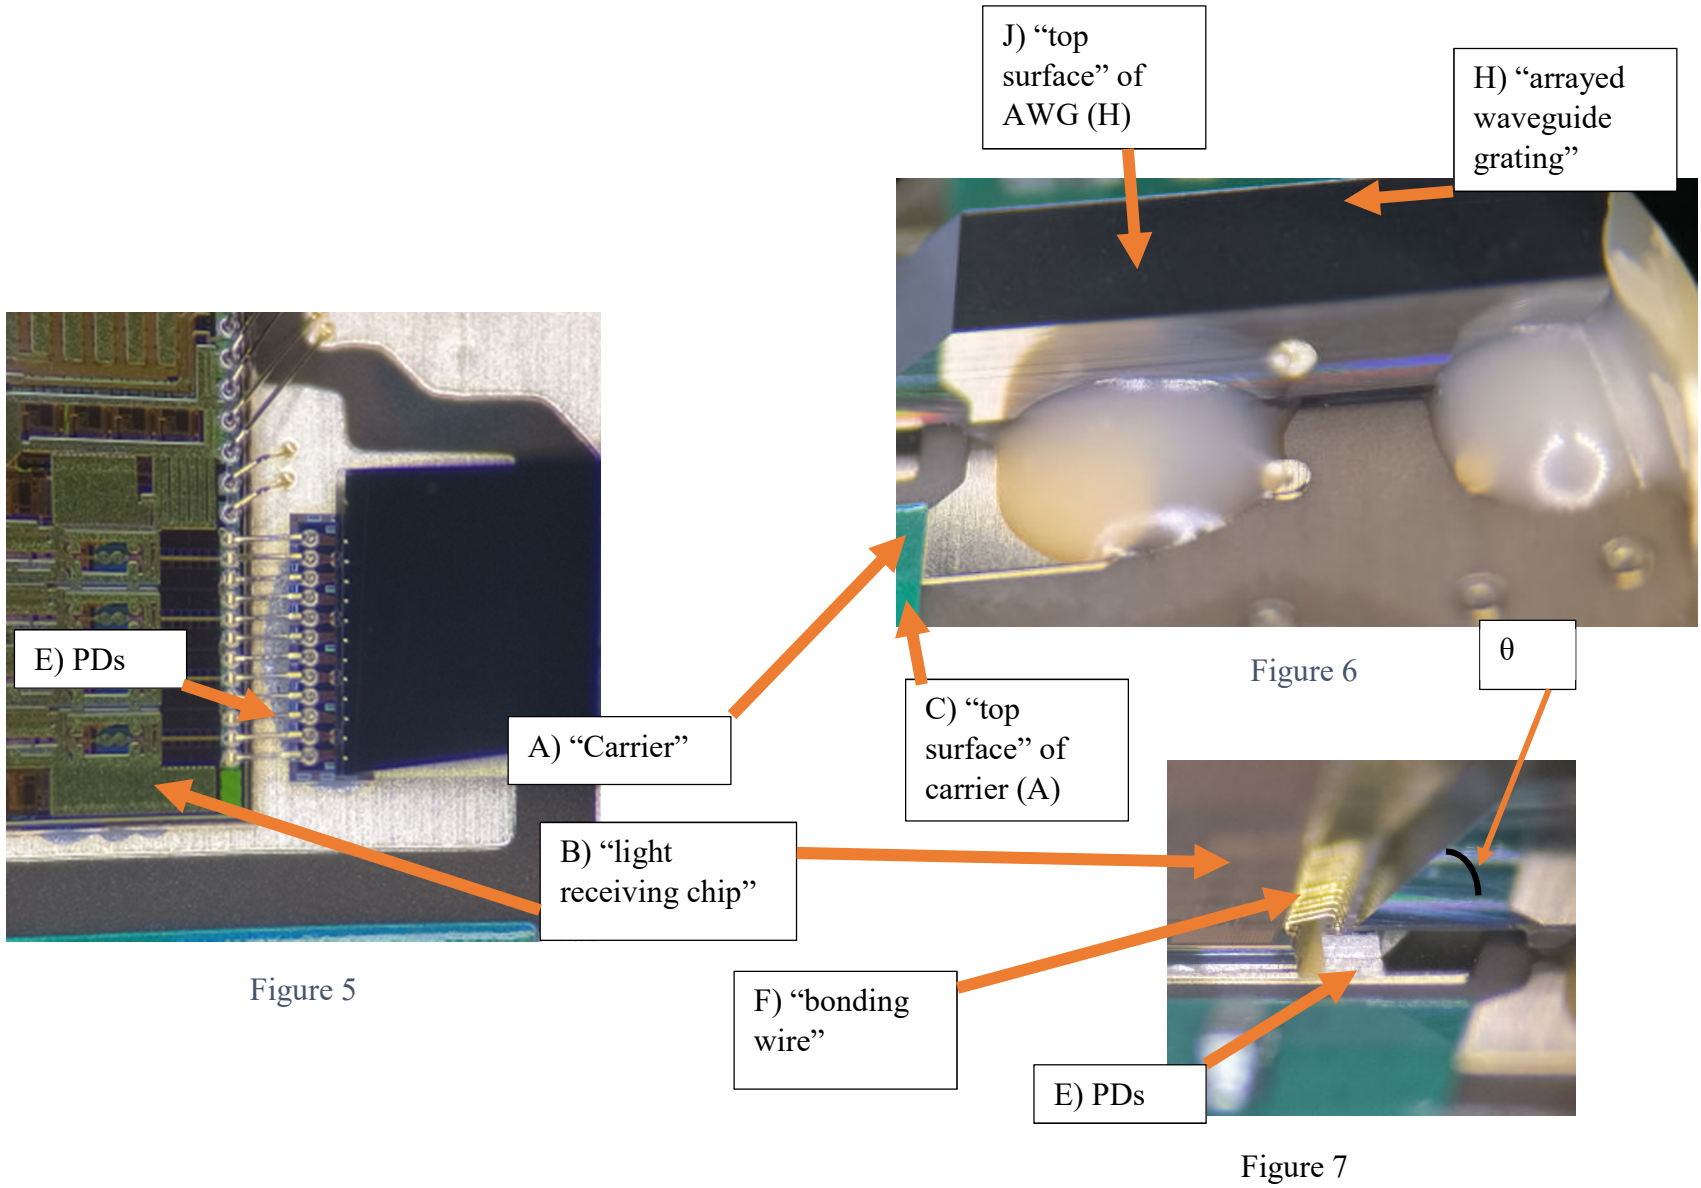 J) “top
surface” of
AWG (H)
H) “arrayed
waveguide
grating”
E) PDs
A) “Carrier”
B) “light
receiving chip”
Figure 5
Figure 6
C) “top
surface” of
carrier (A)
θ
F) “bonding
wire”
E) PDs
Figure 7